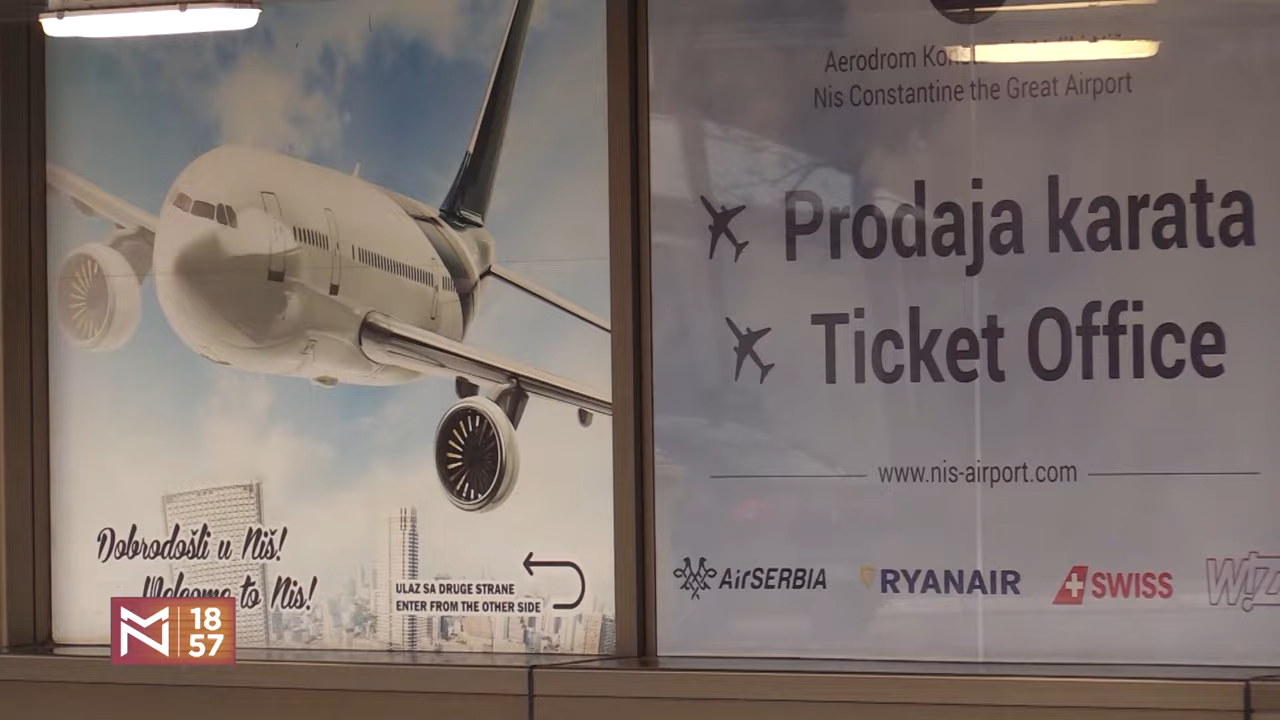 Dobrodošli u Niš!
Welcome to Nis!
ULAZ SA DRUGE STRANE
ENTER FROM THE OTHER SIDE
18
57
Aerodrom
Nis Constantine the Great Airport
Prodaja karata
Ticket Office
www.nis-airport.com
AirSERBIA
RYANAIR
SWISS